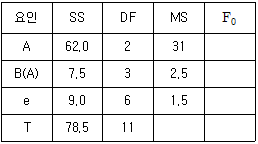 요인 SS DF MS F₀
A 62.0 2 31
B(A) 7.5 3 2.5
e 9.0 6 1.5
T 78.5 11